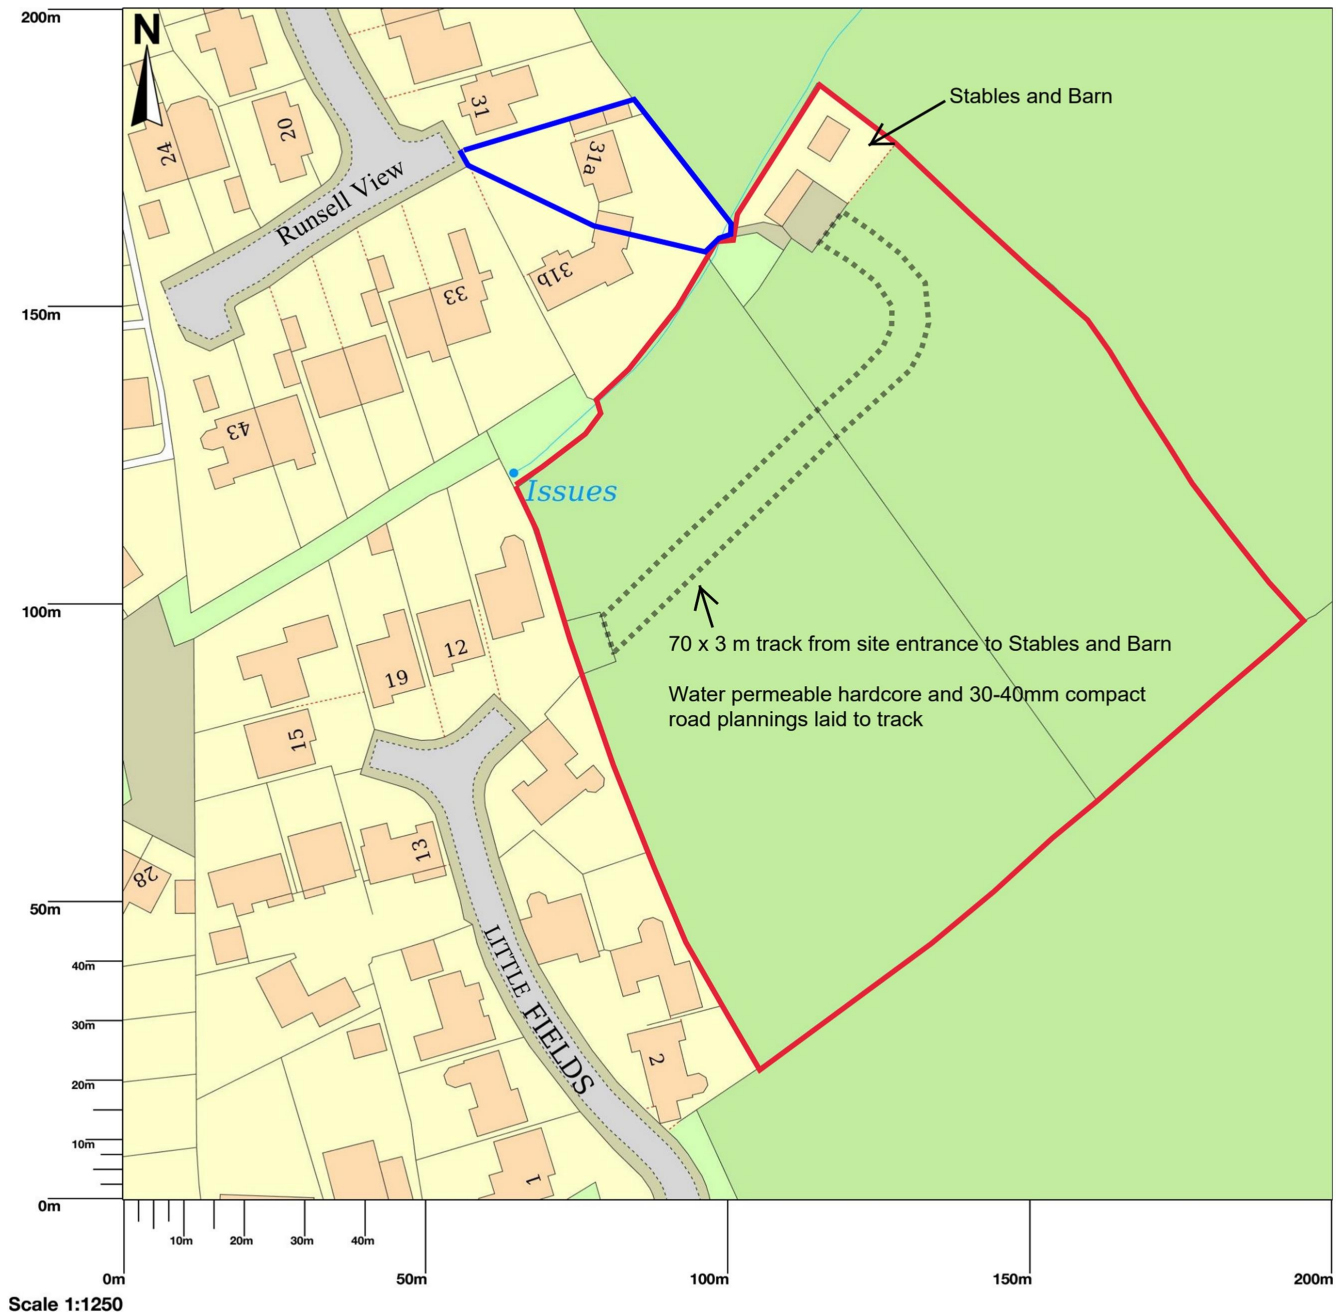 200m
N
31
Stables and Barn
20
24
31a
Runsell View
31b
33
150m
43
Issues
100m
12
70 x 3 m track from site entrance to Stables and Barn
19
Water permeable hardcore and 30-40mm compact
road plannings laid to track
15
13
28
50m
LITTLE FIELDS
40m
30m
2
20m
10m
1
0m
10m
20m
30m
40m
0m
50m
100m
150m
200m
Scale 1:1250